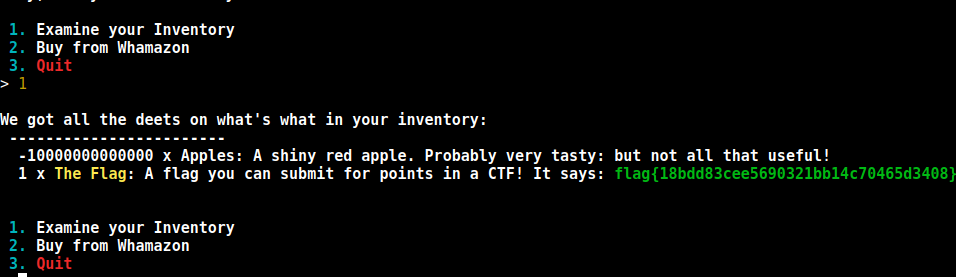 1. Examine your Inventory
2. Buy from Whamazon
3. Quit
> 1
We got all the deets on what's what in your inventory:
------------------------
-10000000000000 x Apples: A shiny red apple. Probably very tasty: but not all that useful!
1 x The Flag: A flag you can submit for points in a CTF! It says: flag{18bdd83cee5690321bb14c70465d3408}
1. Examine your Inventory
2. Buy from Whamazon
3. Quit